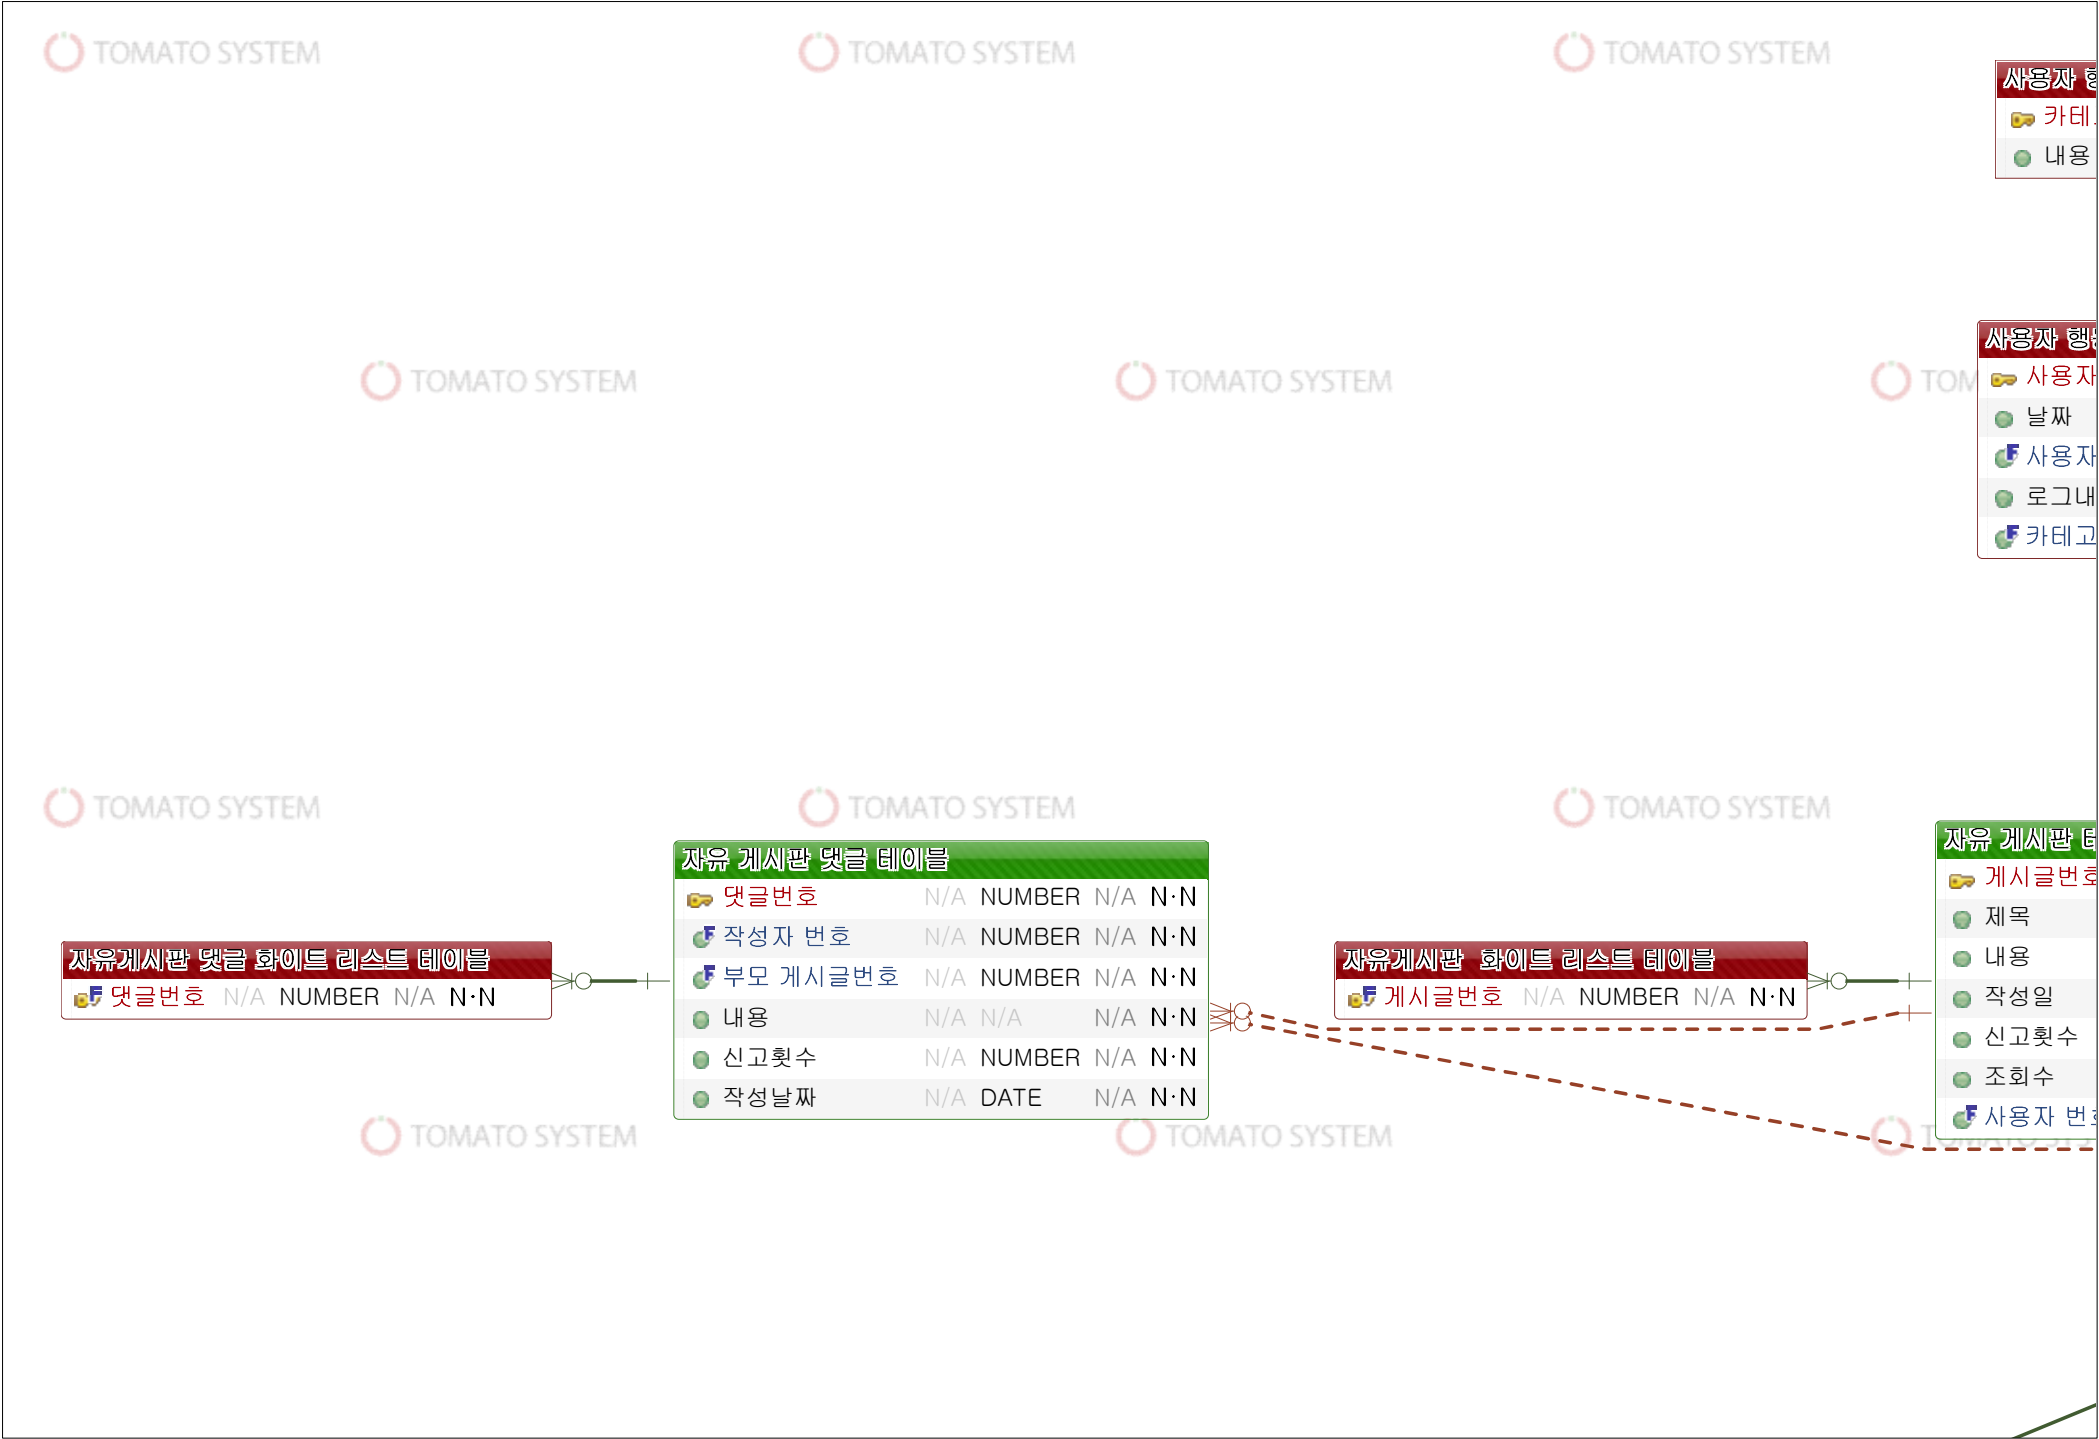 TOMATO SYSTEM TOMATO SYSTEM TOMATO SYSTEM
사용자
카테
내용
사용자 행
TOMATO SYSTEM TOMATO SYSTEM TOM
사용자
날짜
사용자
로그내
카테고
TOMATO SYSTEM TOMATO SYSTEM TOMATO SYSTEM
자유 게시판 댓글 테이블
댓글번호 N/A NUMBER N/A N·N
작성자 번호 N/A NUMBER N/A N·N
부모 게시글번호 N/A NUMBER N/A N·N
내용 N/A N/A N/A N·N
신고횟수 N/A NUMBER N/A N·N
작성날짜 N/A DATE N/A N·N
자유게시판 댓글 화이트 리스트 테이블
댓글번호 N/A NUMBER N/A N·N
자유게시판 화이트 리스트 테이블
게시글번호 N/A NUMBER N/A N·N
자유 게시판
게시글번호
제목
내용
작성일
신고횟수
조회수
사용자 번호
TOMATO SYSTEM TOMATO SYSTEM